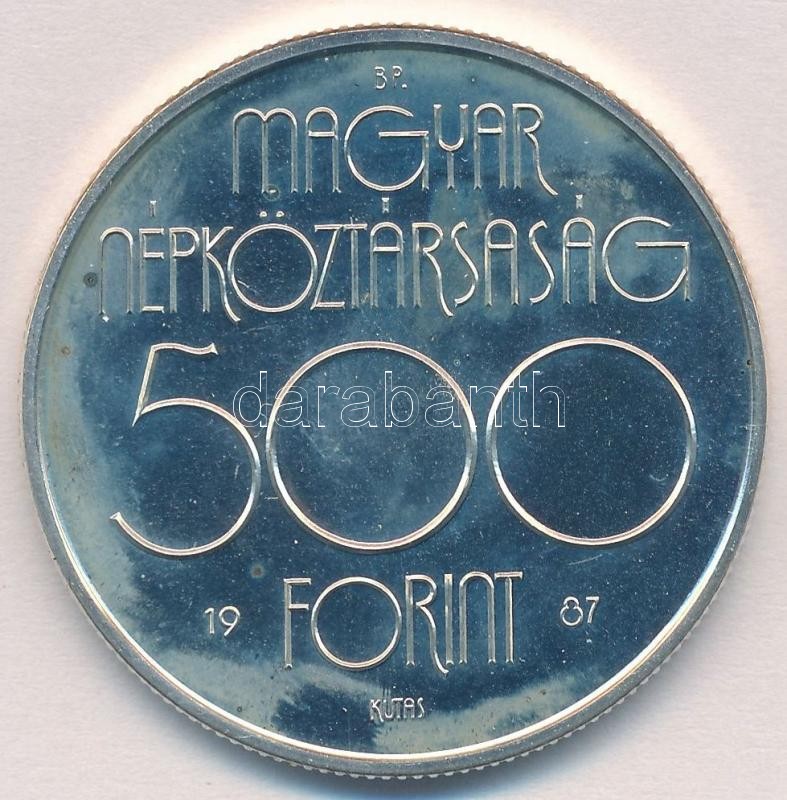 BP.
MAGYAR
NÉPKÖZTÁRSASÁG
500
darabanth
19 FORINT 87
KUTAS